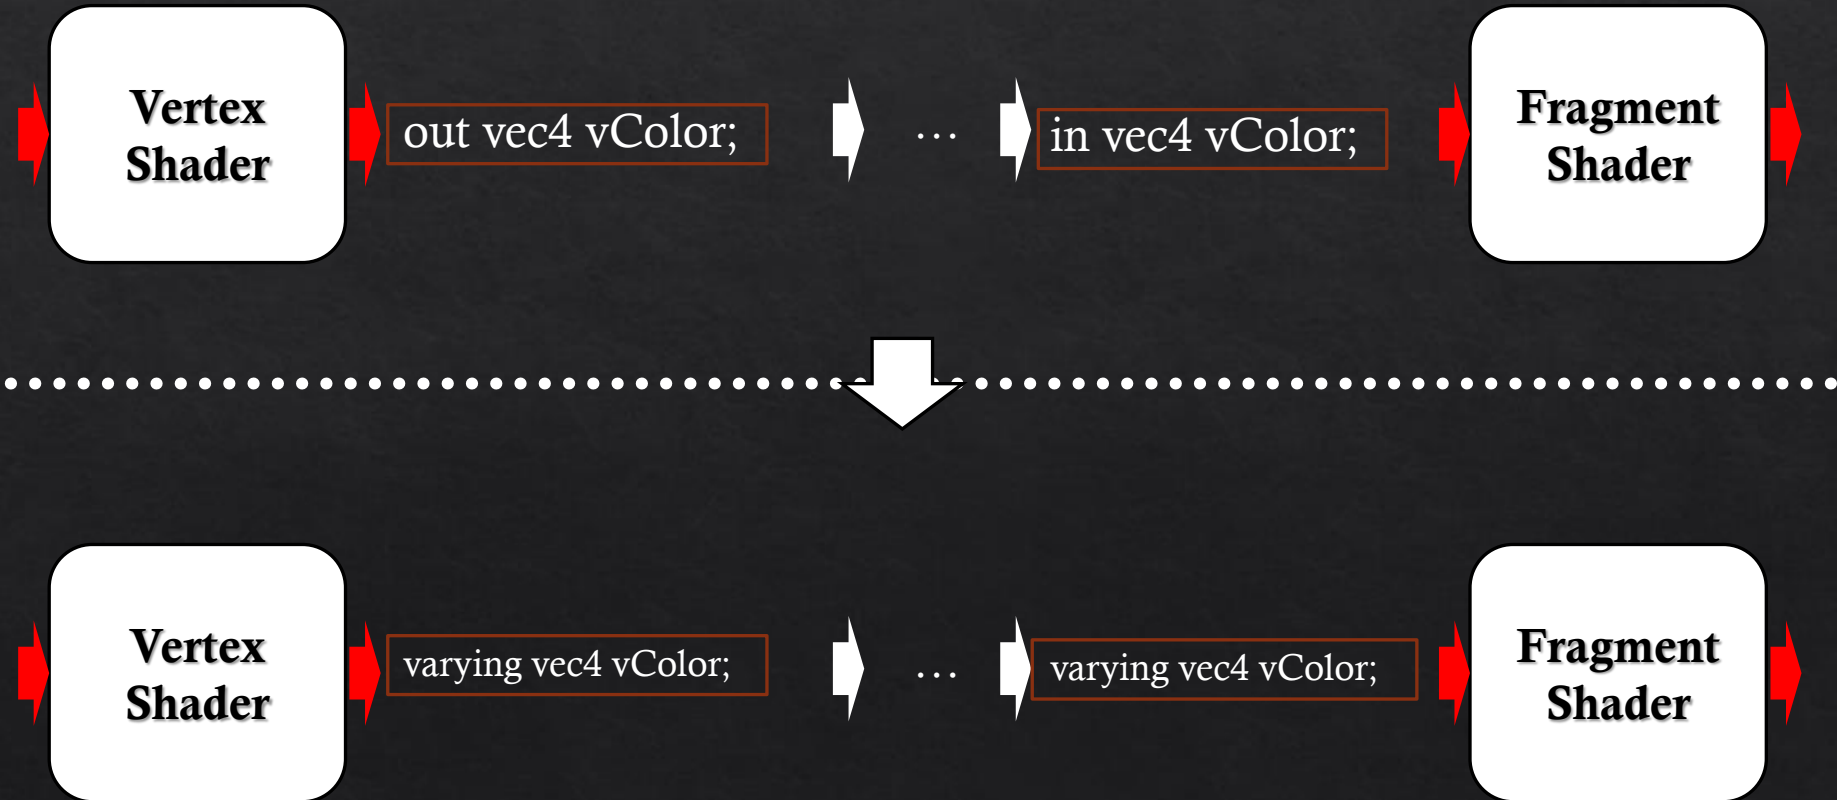 Vertex
Shader
out vec4 vColor;
…
in vec4 vColor;
Fragment
Shader
Vertex
Shader
varying vec4 vColor;
…
varying vec4 vColor;
Fragment
Shader